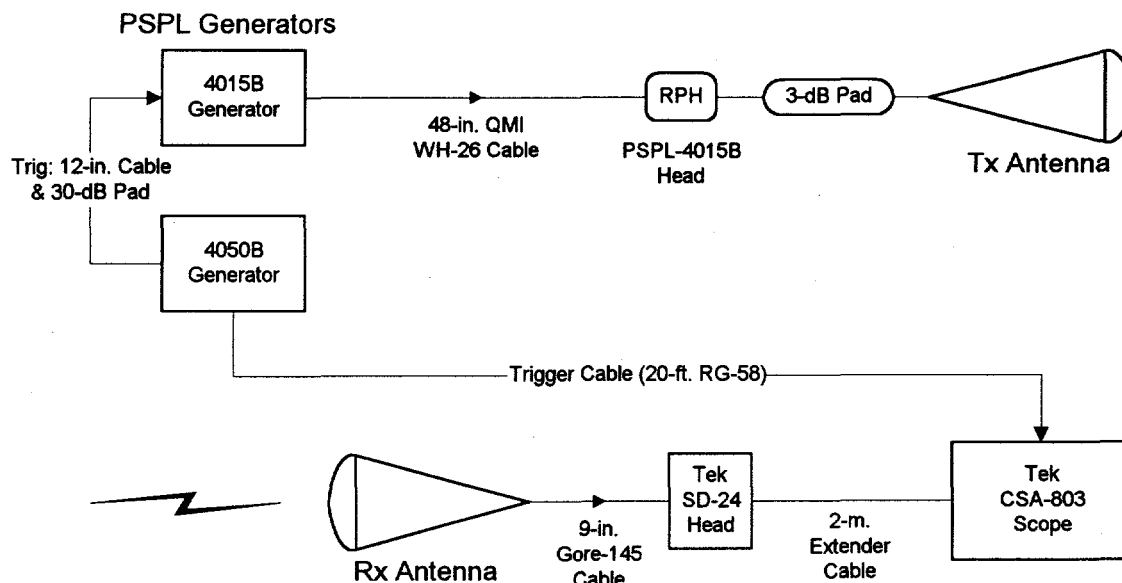 PSPL Generators
4015B
Generator
RPH
3-dB Pad
48-in. QMI
WH-26 Cable
PSPL-4015B
Head
Tx Antenna
Trig: 12-in. Cable
& 30-dB Pad
4050B
Generator
Trigger Cable (20-ft. RG-58)
Tek
SD-24
Head
Tek
CSA-803
Scope
9-in.
Gore-145
Cable
2-m.
Extender
Cable
Rx Antenna